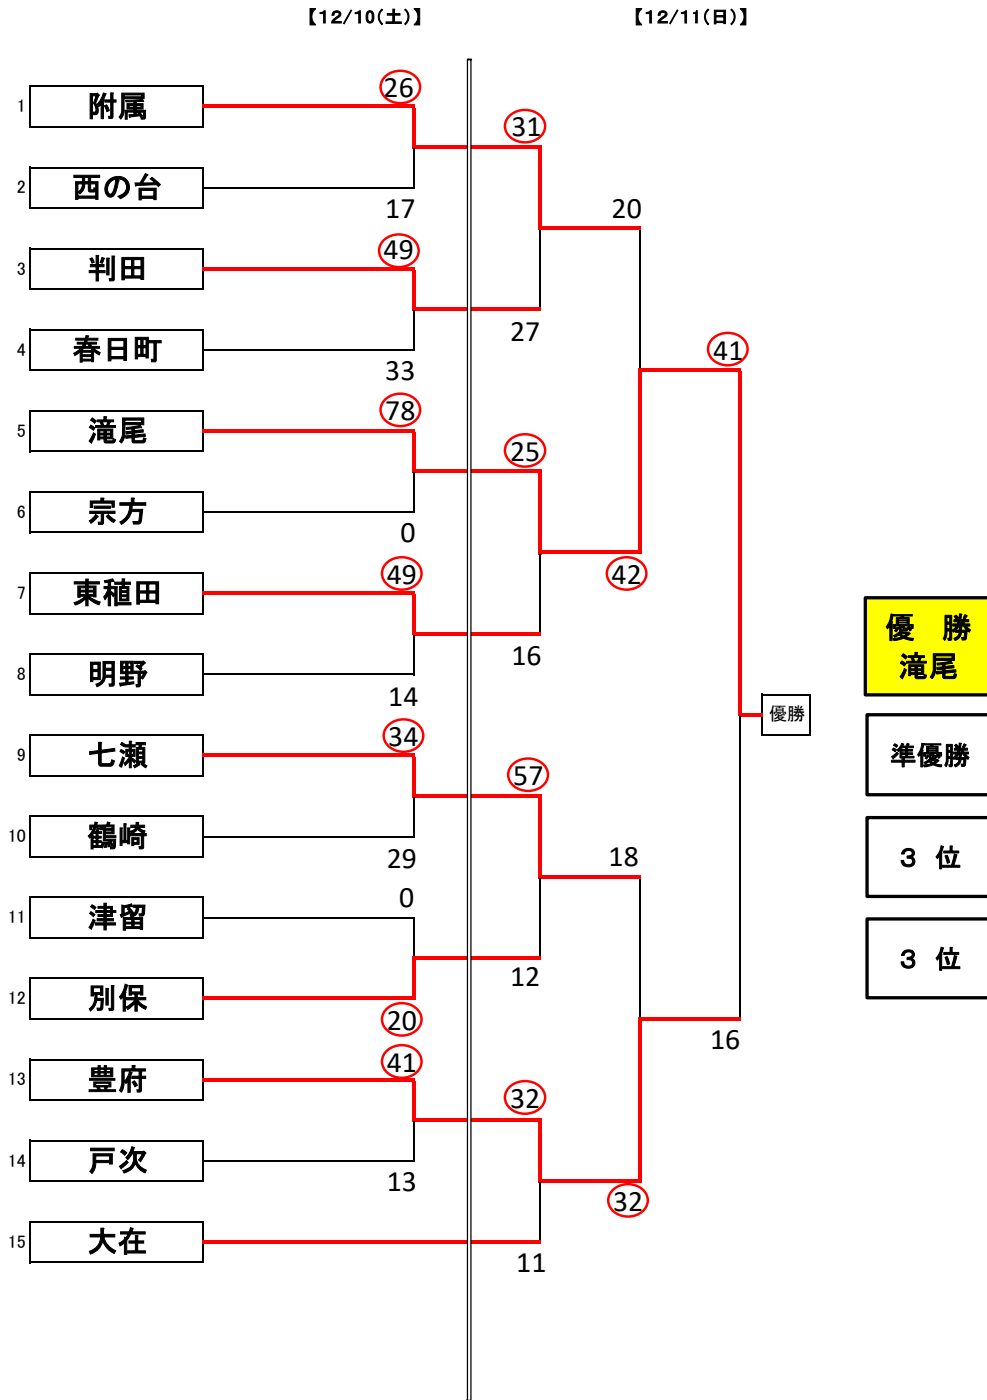 【12/10(土)】 【12/11(日)】
26
1 附属
31
2 西の台
17
20
49
3 判田
27
4 春日町
33
41
78
5 滝尾
25
6 宗方
0
42
49
7 東稙田
16
8 明野
14
優 勝
滝尾
34
9 七瀬
優勝
準優勝
57
10 鶴崎
29
18
3 位
0
11 津留
12
3 位
12 別保
20
16
41
13 豊府
32
14 戸次
13
32
15 大在
11